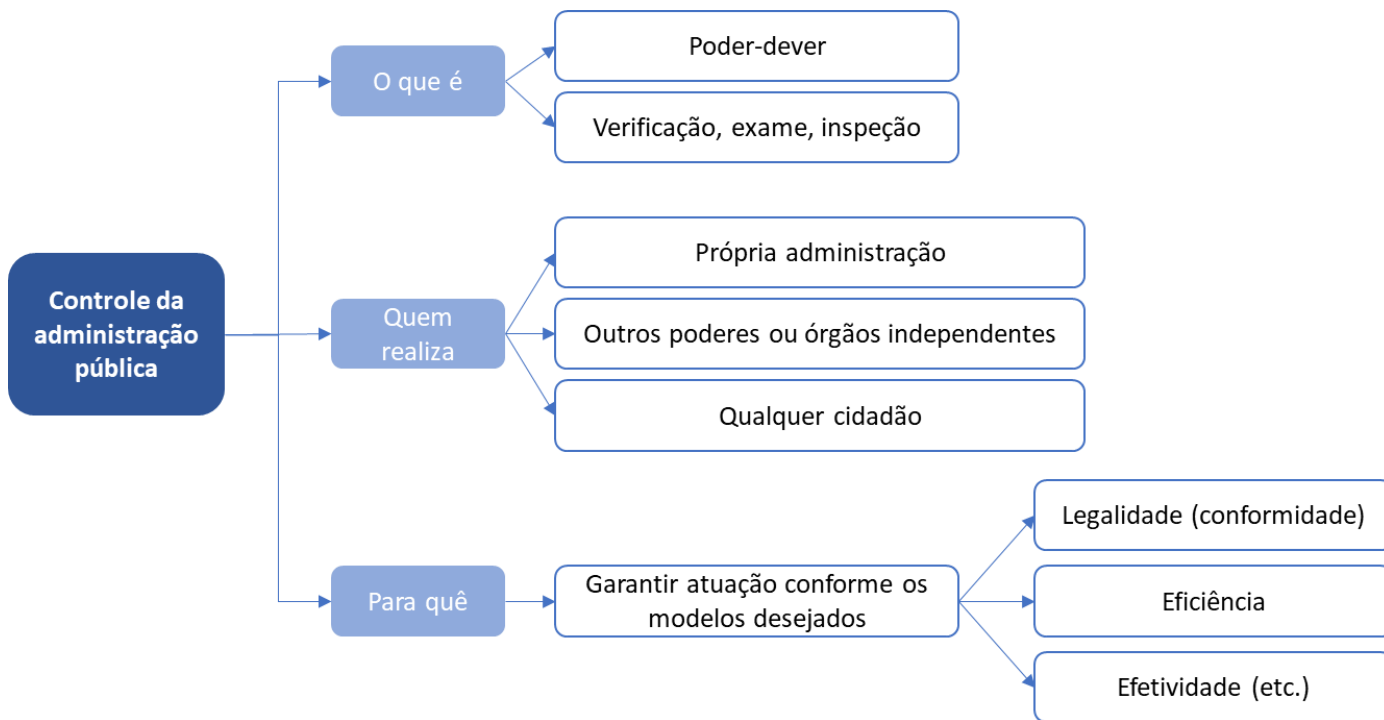 Controle da
administração
pública
O que é
Poder-dever
Verificação, exame, inspeção
Quem
realiza
Própria administração
Outros poderes ou órgãos independentes
Qualquer cidadão
Para quê
Garantir atuação conforme os
modelos desejados
Legalidade (conformidade)
Eficiência
Efetividade (etc.)